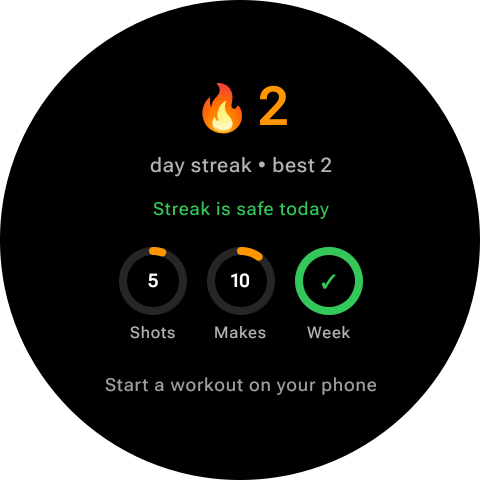 🔥 2
day streak • best 2
Streak is safe today
5 10 ✓
Shots Makes Week
Start a workout on your phone